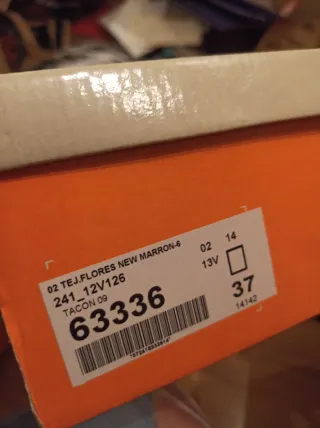 02 TEJ.FLORES NEW MARRON-6 02 14
241_12V126 13V
TACON 09
63336 37
14142